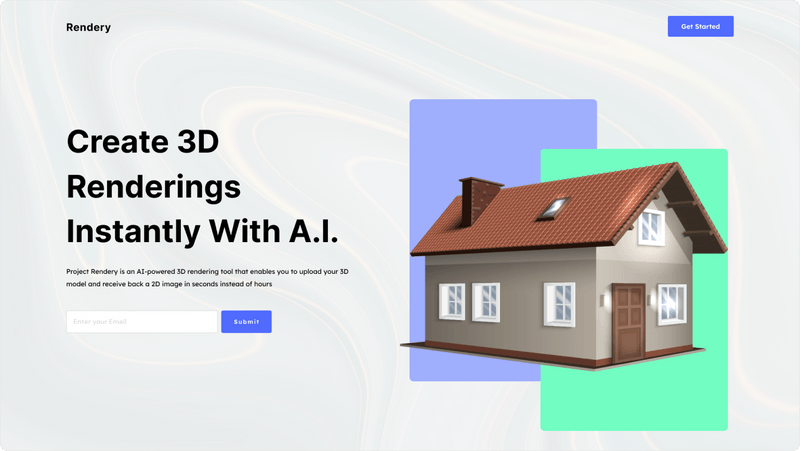 Rendery
Get Started
Create 3D
Renderings
Instantly With A.I.
Project Rendery is an AI-powered 3D rendering tool that enables you to upload your 3D
model and receive back a 2D image in seconds instead of hours
Enter your Email
Submit